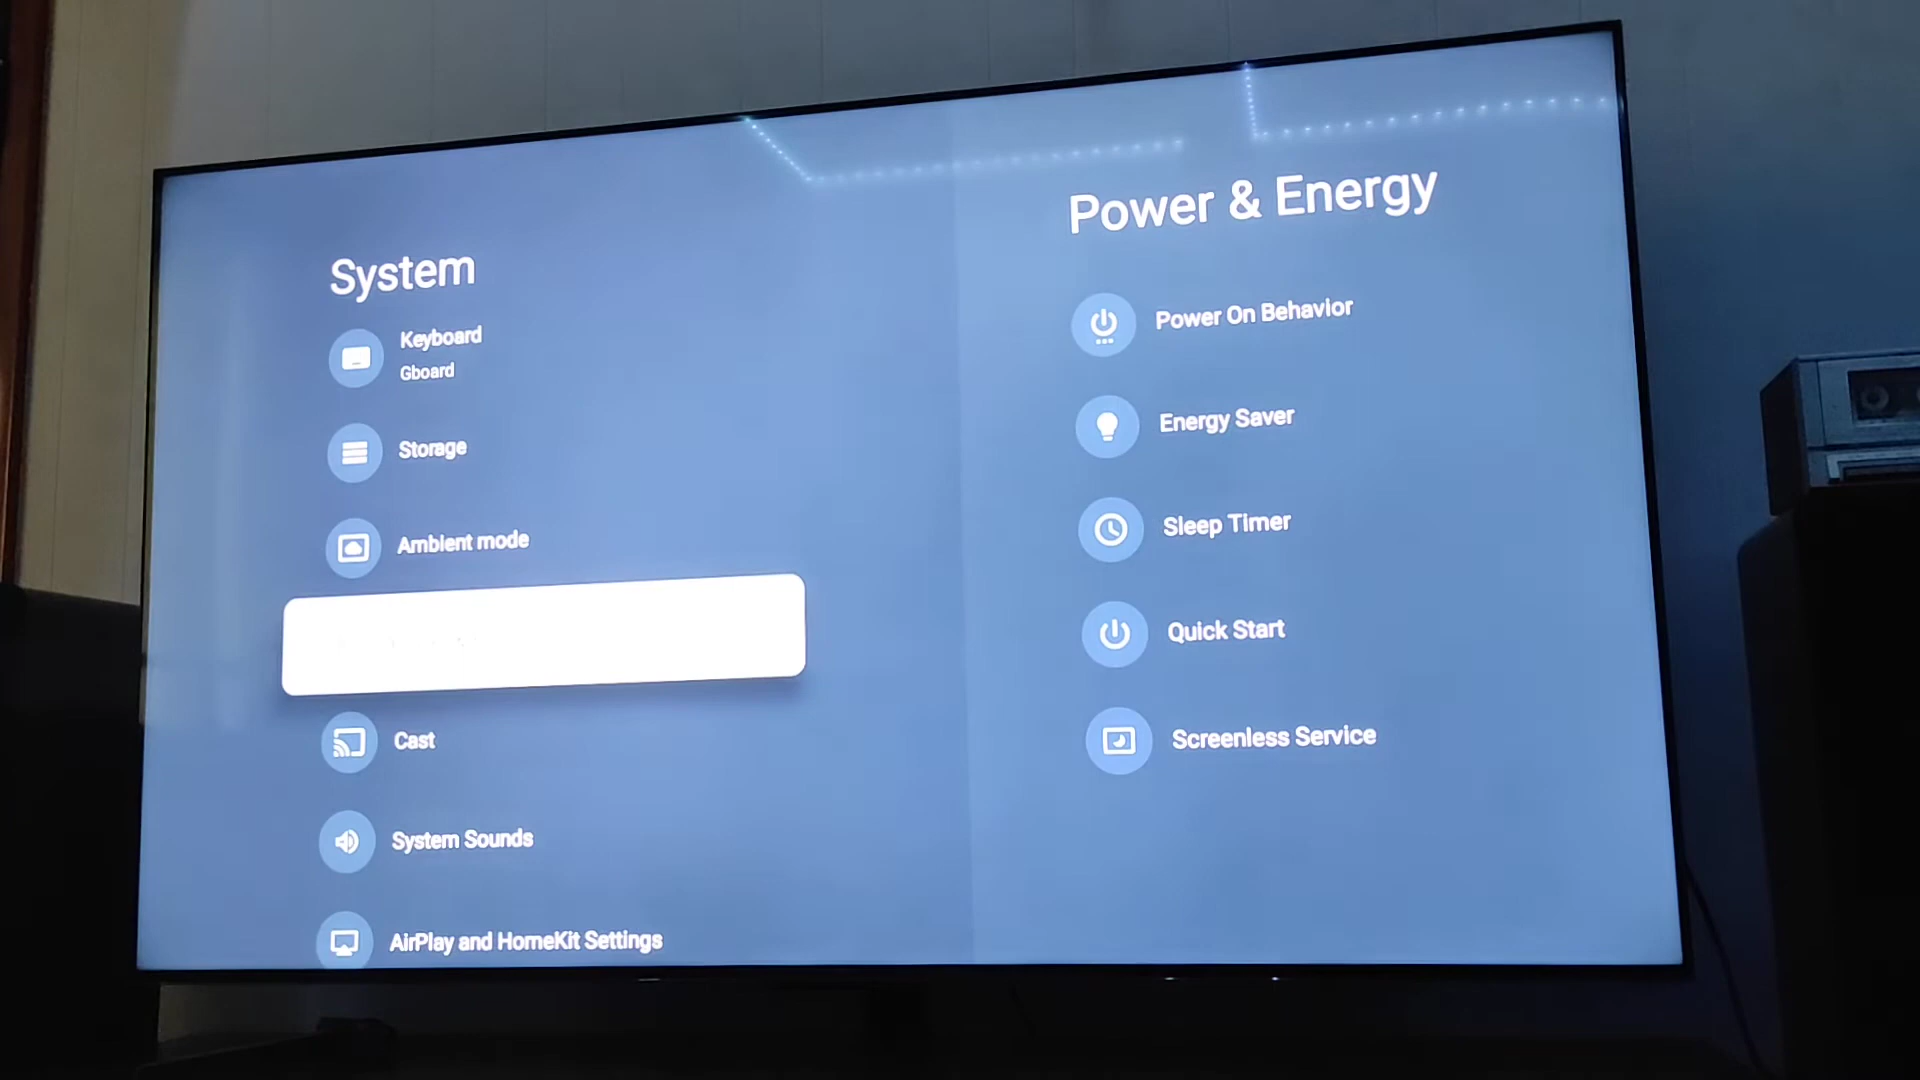 System
Keyboard
Gboard
Storage
Ambient mode
Cast
System Sounds
AirPlay and HomeKit Settings
Power & Energy
Power On Behavior
Energy Saver
Sleep Timer
Quick Start
Screenless Service